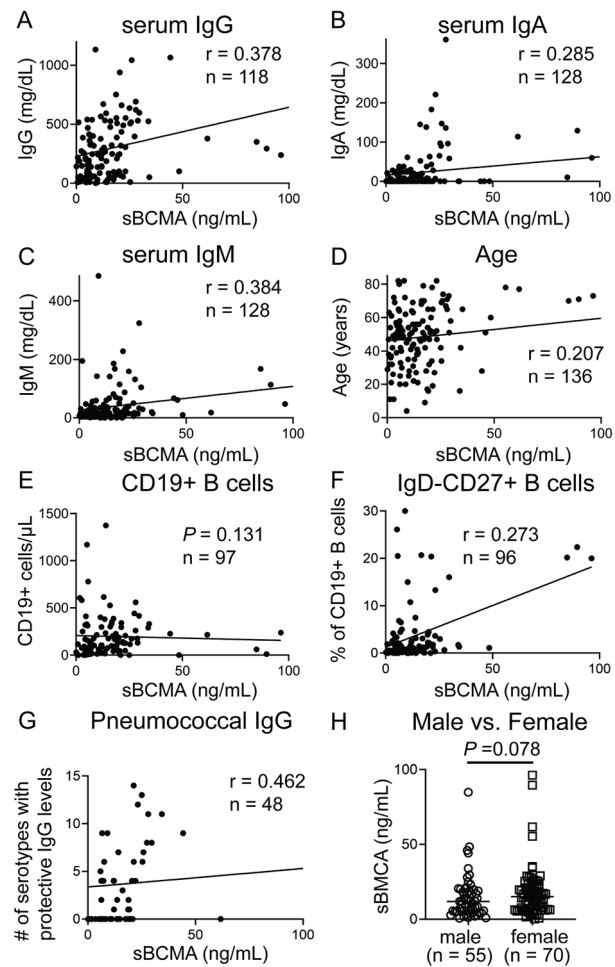 A
serum IgG
r = 0.378
n = 118
IgG (mg/dL)
1000
500
0
0
50
100
sBCMA (ng/mL)
B
serum IgA
r = 0.285
n = 128
IgA (mg/dL)
400
300
200
100
0
0
50
100
sBCMA (ng/mL)
C
serum IgM
r = 0.384
n = 128
IgM (mg/dL)
400
200
0
0
50
100
sBCMA (ng/mL)
D
Age
r = 0.207
n = 136
Age (years)
80
60
40
20
0
0
50
100
sBCMA (ng/mL)
E
CD19+ B cells
P = 0.131
n = 97
CD19+ cells/µL
1500
1000
500
0
0
50
100
sBCMA (ng/mL)
F
IgD-CD27+ B cells
r = 0.273
n = 96
% of CD19+ B cells
30
20
10
0
0
50
100
sBCMA (ng/mL)
G
Pneumococcal IgG
r = 0.462
n = 48
# of serotypes with
protective IgG levels
15
10
5
0
0
50
100
sBCMA (ng/mL)
H
Male vs. Female
P =0.078
sBMCA (ng/mL)
100
50
0
male
(n = 55)
female
(n = 70)